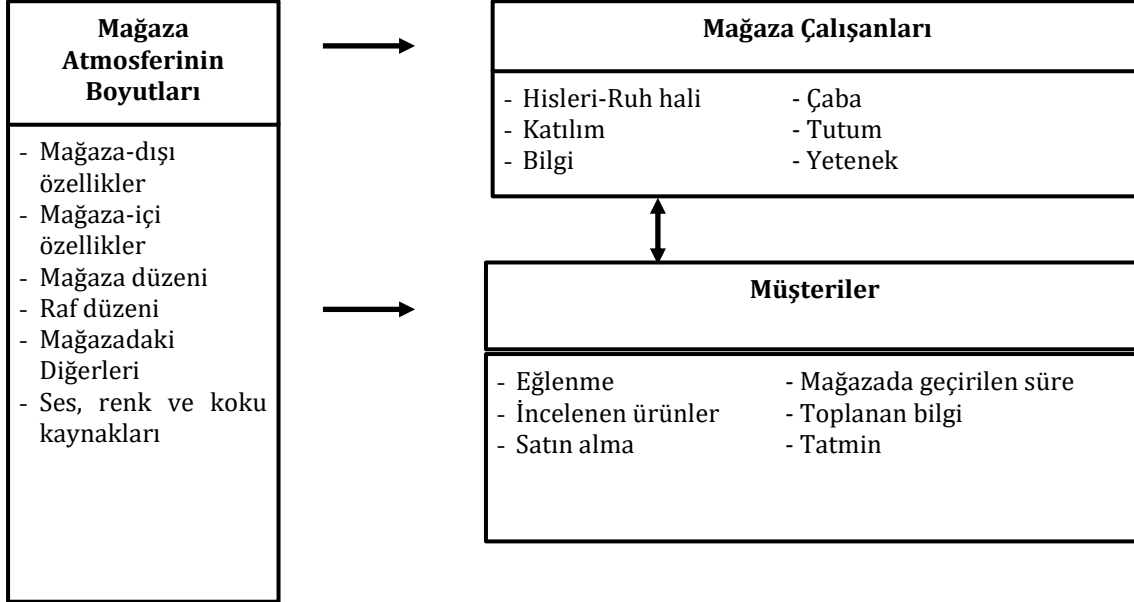 Mağaza
Atmosferinin
Boyutları
- Mağaza-dışı
özellikler
- Mağaza-içi
özellikler
- Mağaza düzeni
- Raf düzeni
- Mağazadaki
Diğerleri
- Ses, renk ve koku
kaynakları
Mağaza Çalışanları
- Hisleri-Ruh hali
- Katılım
- Bilgi
- Çaba
- Tutum
- Yetenek
Müşteriler
- Eğlenme
- İncelenen ürünler
- Satın alma
- Mağazada geçirilen süre
- Toplanan bilgi
- Tatmin